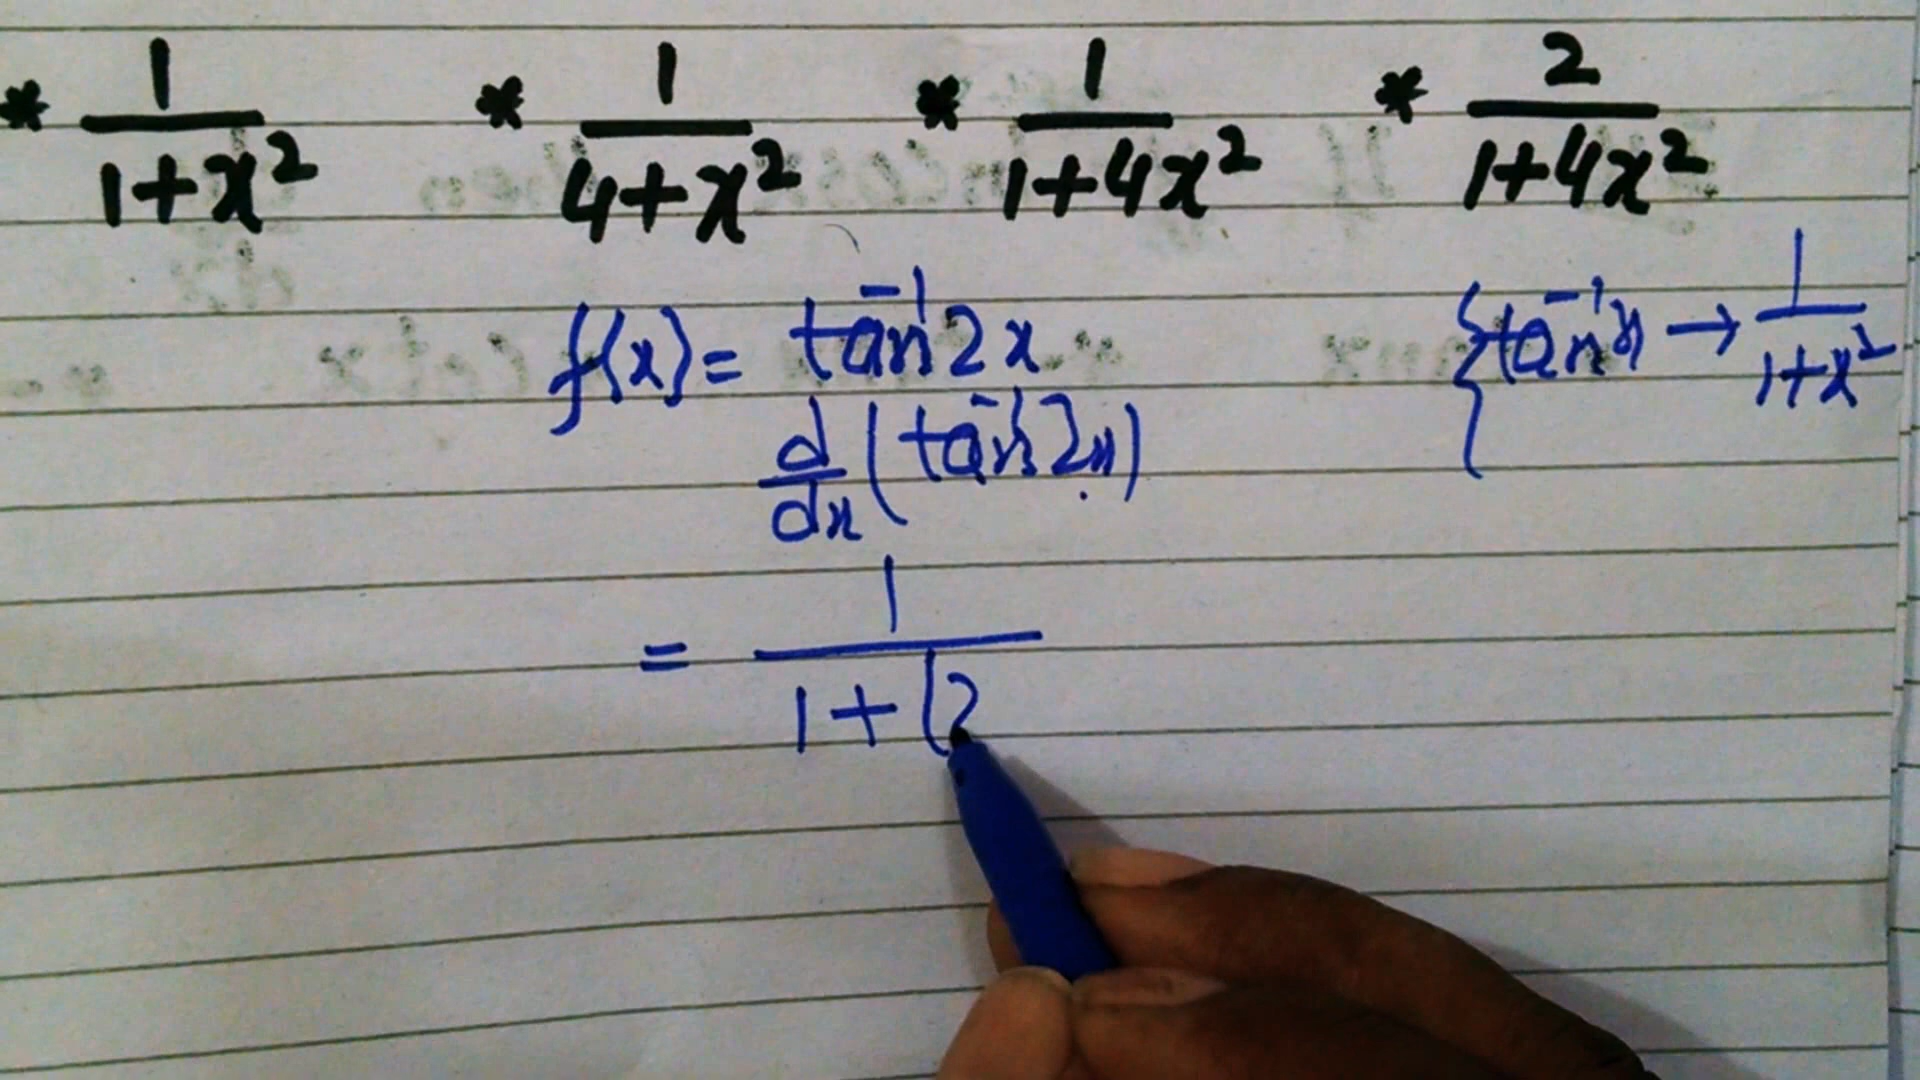 * 1/(1+x²) * 1/(4+x²) * 1/(1+4x²) * 2/(1+4x²)
f(x) = tan⁻¹2x {tan⁻¹x → 1/(1+x²)
d/dx (tan⁻¹2x)
= 1/(1+(2